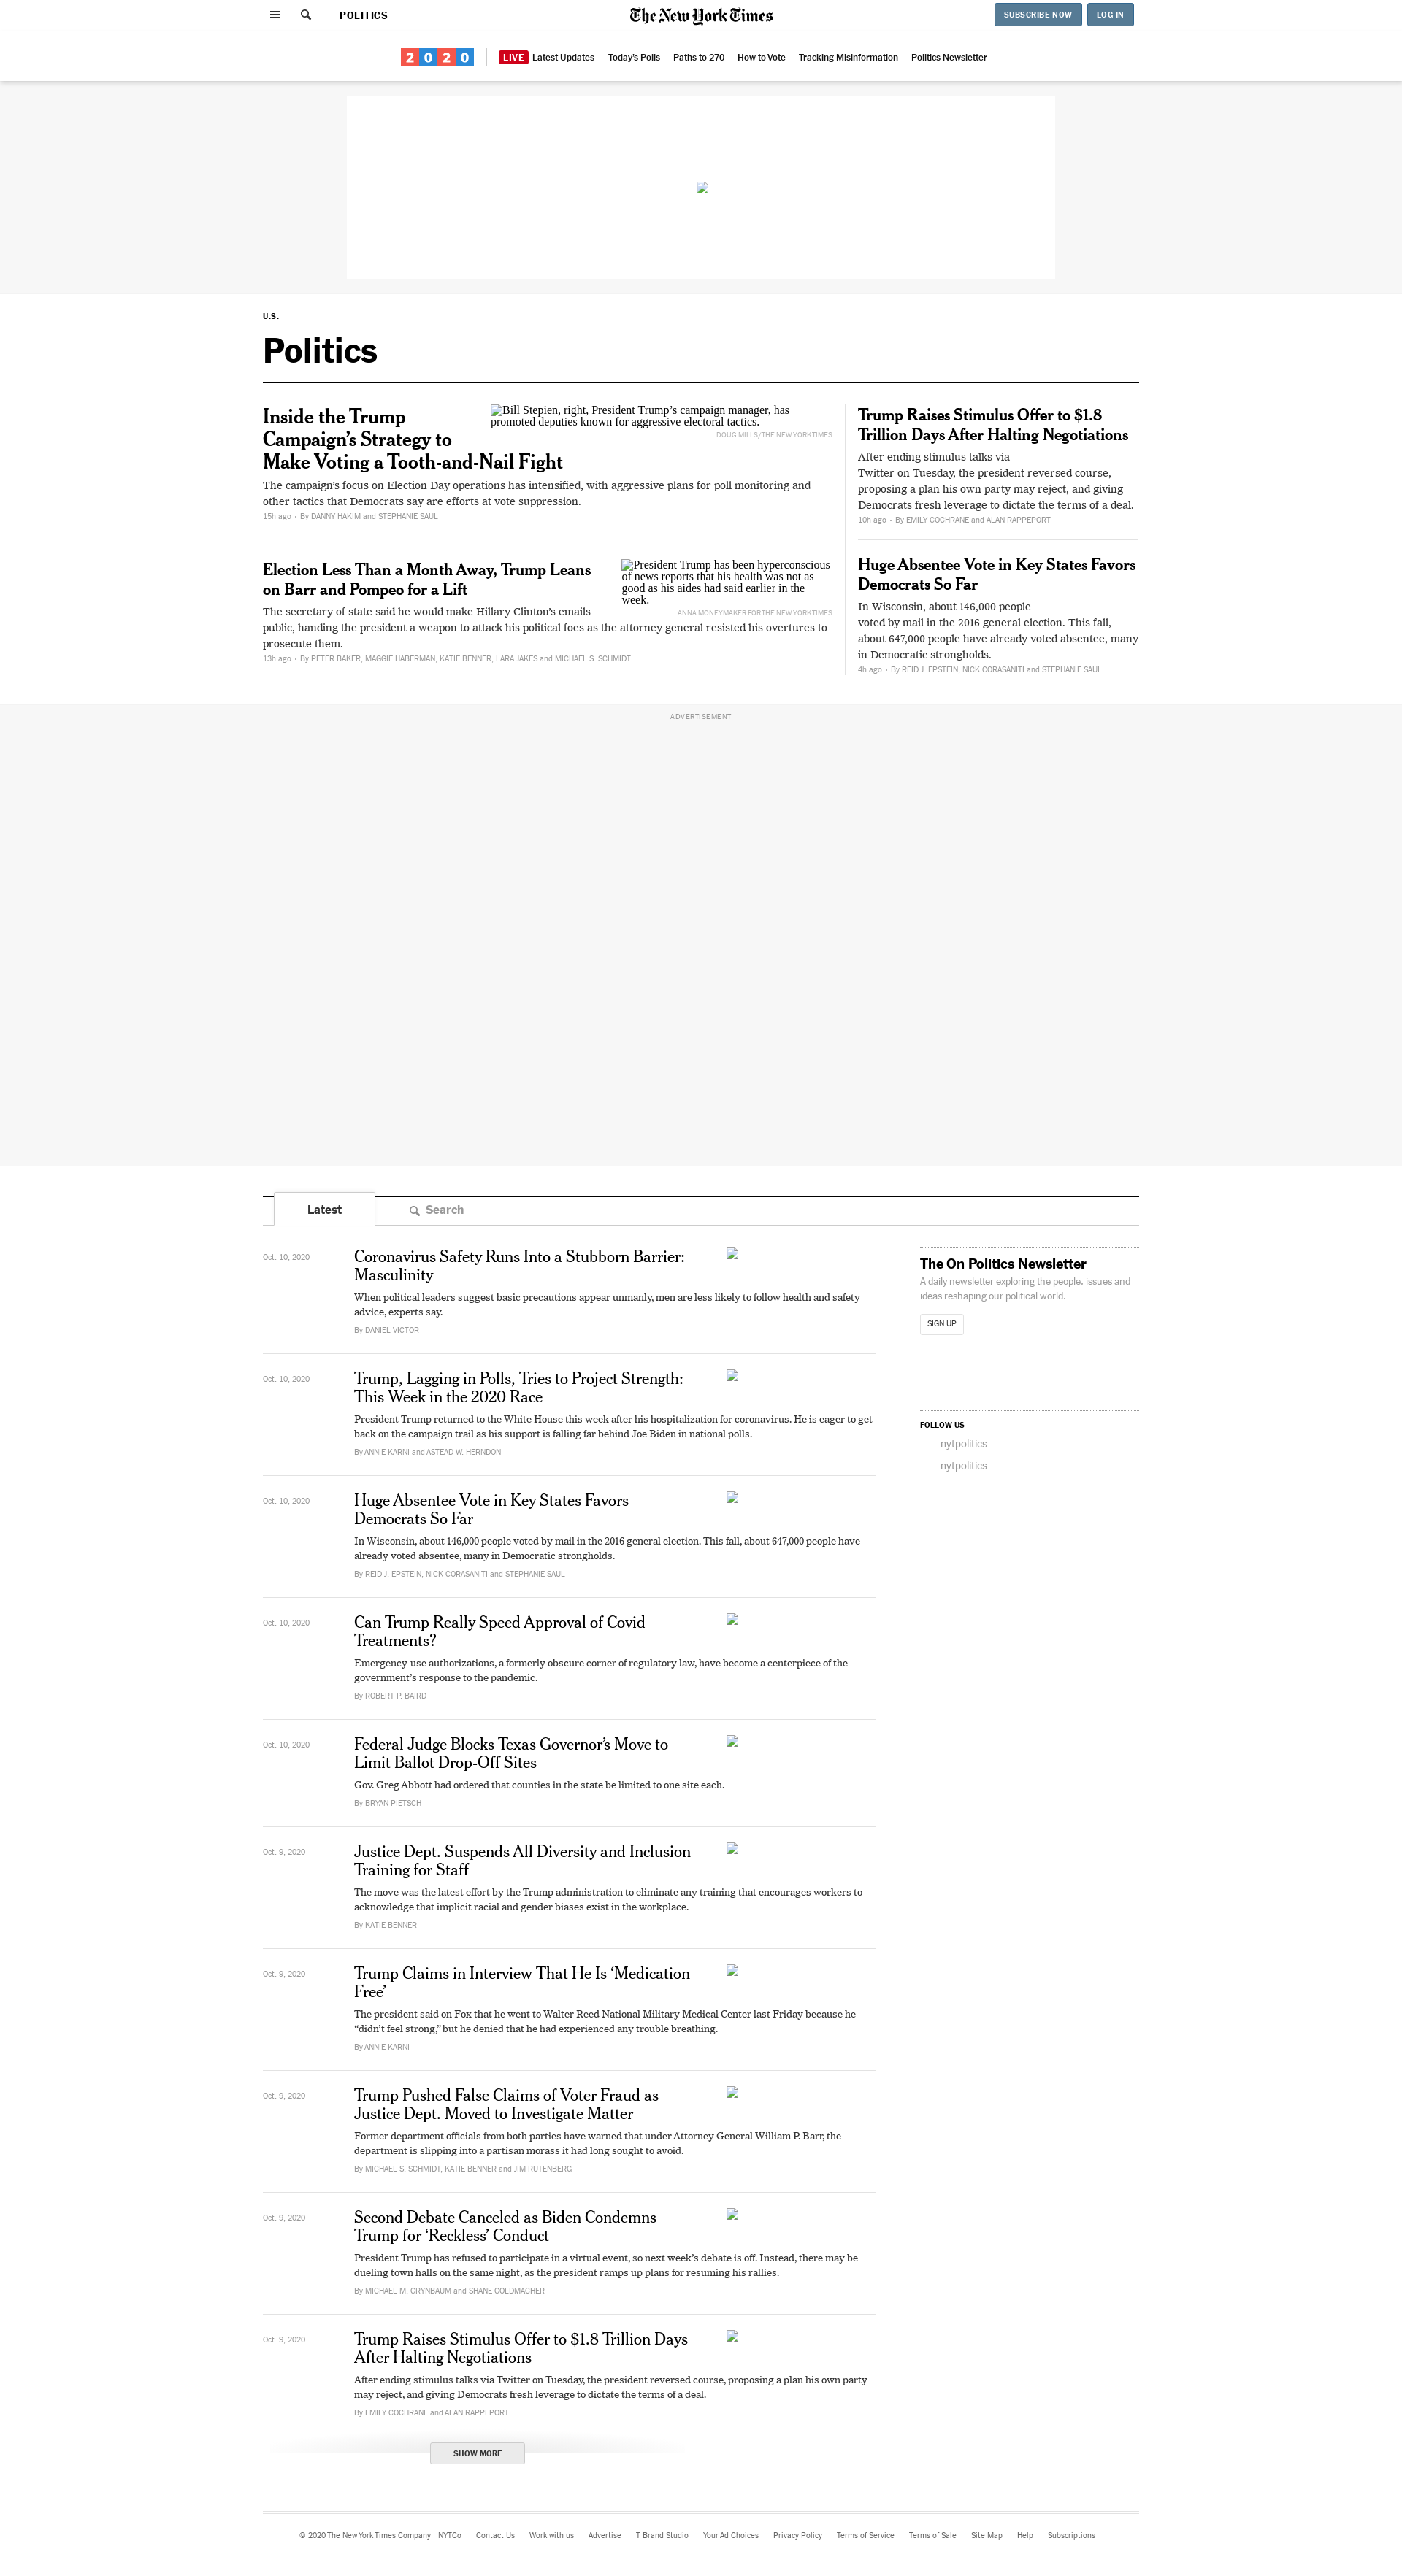 POLITICS
The New York Times
SUBSCRIBE NOW
LOG IN
2020
LIVE Latest Updates
Today's Polls
Paths to 270
How to Vote
Tracking Misinformation
Politics Newsletter
U.S.
Politics
Inside the Trump
Campaign’s Strategy to
Make Voting a Tooth-and-Nail Fight
Bill Stepien, right, President Trump’s campaign manager, has
promoted deputies known for aggressive electoral tactics.
DOUG MILLS/THE NEW YORK TIMES
The campaign’s focus on Election Day operations has intensified, with aggressive plans for poll monitoring and
other tactics that Democrats say are efforts at vote suppression.
15h ago • By DANNY HAKIM and STEPHANIE SAUL
Election Less Than a Month Away, Trump Leans
on Barr and Pompeo for a Lift
President Trump has been hyperconscious
of news reports that his health was not as
good as his aides had said earlier in the
week.
ANNA MONEYMAKER FOR THE NEW YORK TIMES
The secretary of state said he would make Hillary Clinton’s emails
public, handing the president a weapon to attack his political foes as the attorney general resisted his overtures to
prosecute them.
13h ago • By PETER BAKER, MAGGIE HABERMAN, KATIE BENNER, LARA JAKES and MICHAEL S. SCHMIDT
Trump Raises Stimulus Offer to $1.8
Trillion Days After Halting Negotiations
After ending stimulus talks via
Twitter on Tuesday, the president reversed course,
proposing a plan his own party may reject, and giving
Democrats fresh leverage to dictate the terms of a deal.
10h ago • By EMILY COCHRANE and ALAN RAPPEPORT
Huge Absentee Vote in Key States Favors
Democrats So Far
In Wisconsin, about 146,000 people
voted by mail in the 2016 general election. This fall,
about 647,000 people have already voted absentee, many
in Democratic strongholds.
4h ago • By REID J. EPSTEIN, NICK CORASANITI and STEPHANIE SAUL
ADVERTISEMENT
Latest
Search
Oct. 10, 2020
Coronavirus Safety Runs Into a Stubborn Barrier:
Masculinity
When political leaders suggest basic precautions appear unmanly, men are less likely to follow health and safety
advice, experts say.
By DANIEL VICTOR
Oct. 10, 2020
Trump, Lagging in Polls, Tries to Project Strength:
This Week in the 2020 Race
President Trump returned to the White House this week after his hospitalization for coronavirus. He is eager to get
back on the campaign trail as his support is falling far behind Joe Biden in national polls.
By ANNIE KARNI and ASTEAD W. HERNDON
Oct. 10, 2020
Huge Absentee Vote in Key States Favors
Democrats So Far
In Wisconsin, about 146,000 people voted by mail in the 2016 general election. This fall, about 647,000 people have
already voted absentee, many in Democratic strongholds.
By REID J. EPSTEIN, NICK CORASANITI and STEPHANIE SAUL
Oct. 10, 2020
Can Trump Really Speed Approval of Covid
Treatments?
Emergency-use authorizations, a formerly obscure corner of regulatory law, have become a centerpiece of the
government’s response to the pandemic.
By ROBERT P. BAIRD
Oct. 10, 2020
Federal Judge Blocks Texas Governor’s Move to
Limit Ballot Drop-Off Sites
Gov. Greg Abbott had ordered that counties in the state be limited to one site each.
By BRYAN PIETSCH
Oct. 9, 2020
Justice Dept. Suspends All Diversity and Inclusion
Training for Staff
The move was the latest effort by the Trump administration to eliminate any training that encourages workers to
acknowledge that implicit racial and gender biases exist in the workplace.
By KATIE BENNER
Oct. 9, 2020
Trump Claims in Interview That He Is ‘Medication
Free’
The president said on Fox that he went to Walter Reed National Military Medical Center last Friday because he
“didn’t feel strong,” but he denied that he had experienced any trouble breathing.
By ANNIE KARNI
Oct. 9, 2020
Trump Pushed False Claims of Voter Fraud as
Justice Dept. Moved to Investigate Matter
Former department officials from both parties have warned that under Attorney General William P. Barr, the
department is slipping into a partisan morass it had long sought to avoid.
By MICHAEL S. SCHMIDT, KATIE BENNER and JIM RUTENBERG
Oct. 9, 2020
Second Debate Canceled as Biden Condemns
Trump for ‘Reckless’ Conduct
President Trump has refused to participate in a virtual event, so next week’s debate is off. Instead, there may be
dueling town halls on the same night, as the president ramps up plans for resuming his rallies.
By MICHAEL M. GRYNBAUM and SHANE GOLDMACHER
Oct. 9, 2020
Trump Raises Stimulus Offer to $1.8 Trillion Days
After Halting Negotiations
After ending stimulus talks via Twitter on Tuesday, the president reversed course, proposing a plan his own party
may reject, and giving Democrats fresh leverage to dictate the terms of a deal.
By EMILY COCHRANE and ALAN RAPPEPORT
SHOW MORE
The On Politics Newsletter
A daily newsletter exploring the people, issues and
ideas reshaping our political world.
SIGN UP
FOLLOW US
nytpolitics
nytpolitics
© 2020 The New York Times Company
NYTCo
Contact Us
Work with us
Advertise
T Brand Studio
Your Ad Choices
Privacy Policy
Terms of Service
Terms of Sale
Site Map
Help
Subscriptions